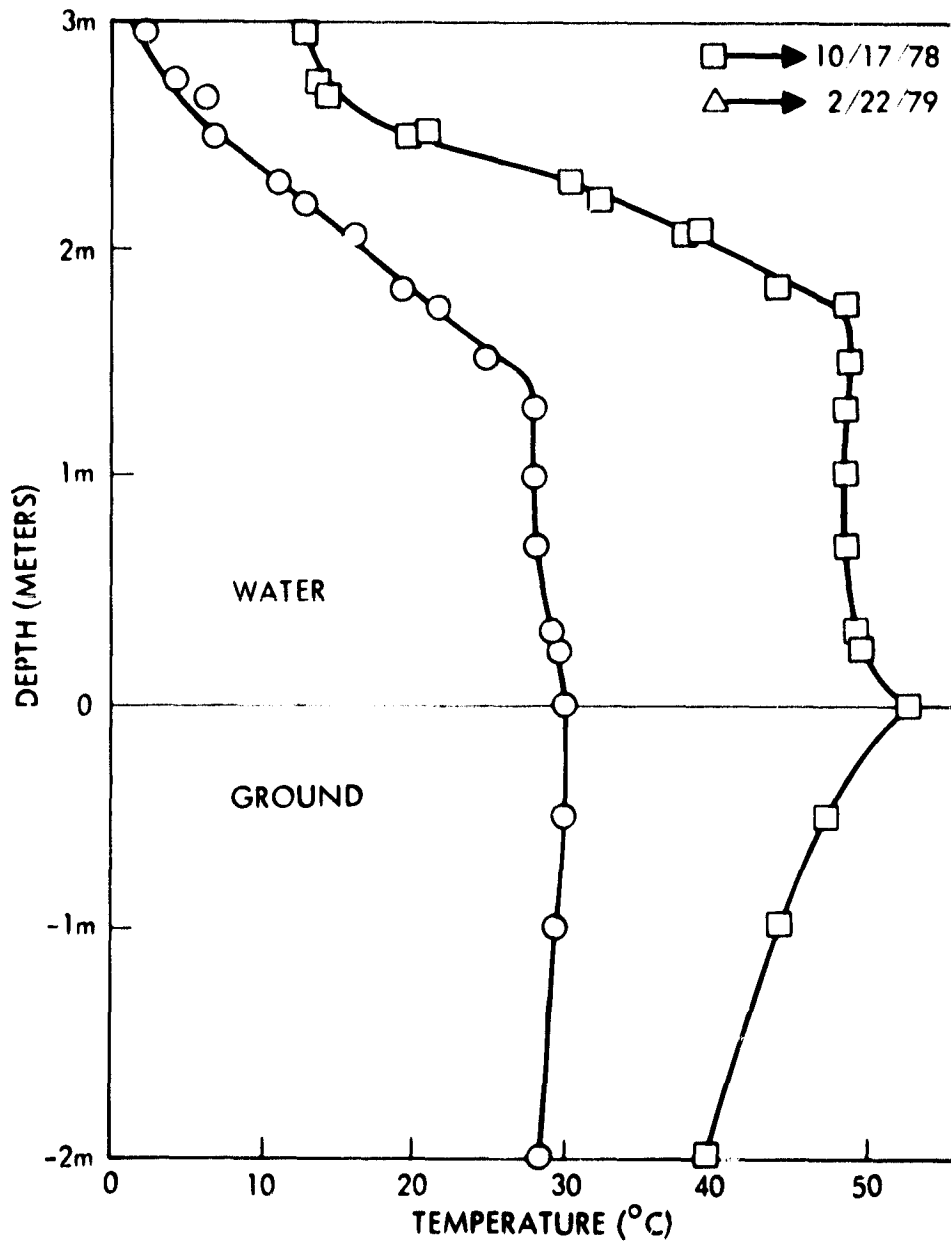 3m
10/17/78
2/22/79
2m
1m
DEPTH (METERS)
WATER
0
GROUND
-1m
-2m
0 10 20 30 40 50
TEMPERATURE (°C)